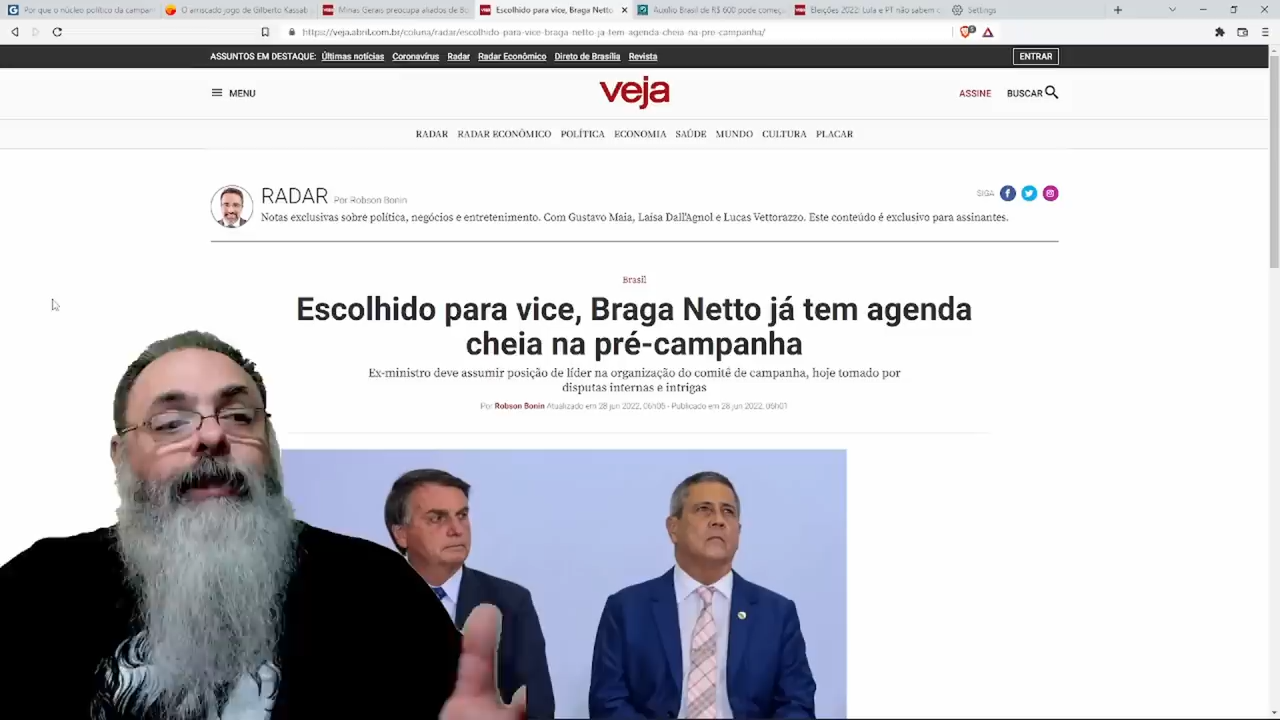 Por que o núcleo político da campan
O arriscado jogo de Gilberto Kassab
Minas Gerais preocupa aliados de Bo
Escolhido para vice, Braga Netto
Auxílio Brasil de R$ 600 pode começ
Eleições 2022: Lula e PT não sabem c
Settings
https://veja.abril.com.br/coluna/radar/escolhido-para-vice-braga-netto-ja-tem-agenda-cheia-na-pre-campanha/
ASSUNTOS EM DESTAQUE: Últimas notícias Coronavírus Radar Radar Econômico Direto de Brasília Revista
ENTRAR
MENU
veja
ASSINE
BUSCAR
RADAR RADAR ECONÔMICO POLÍTICA ECONOMIA SAÚDE MUNDO CULTURA PLACAR
RADAR Por Robson Bonin
SIGA
Notas exclusivas sobre política, negócios e entretenimento. Com Gustavo Maia, Laísa Dall'Agnol e Lucas Vettorazzo. Este conteúdo é exclusivo para assinantes.
Brasil
Escolhido para vice, Braga Netto já tem agenda
cheia na pré-campanha
Ex-ministro deve assumir posição de líder na organização do comitê de campanha, hoje tomado por
disputas internas e intrigas
Por Robson Bonin Atualizado em 28 jun 2022, 06h05 - Publicado em 28 jun 2022, 06h01